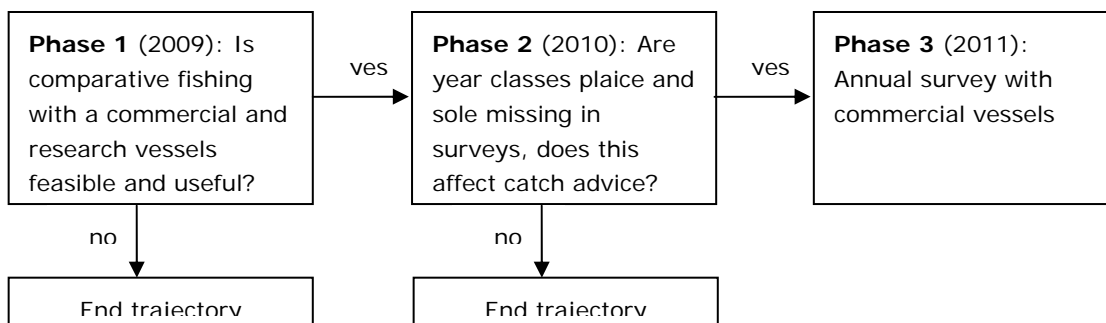 Phase 1 (2009): Is
comparative fishing
with a commercial and
research vessels
feasible and useful?
yes
Phase 2 (2010): Are
year classes plaice and
sole missing in
surveys, does this
affect catch advice?
yes
Phase 3 (2011):
Annual survey with
commercial vessels
no
no
End trajectory
End trajectory